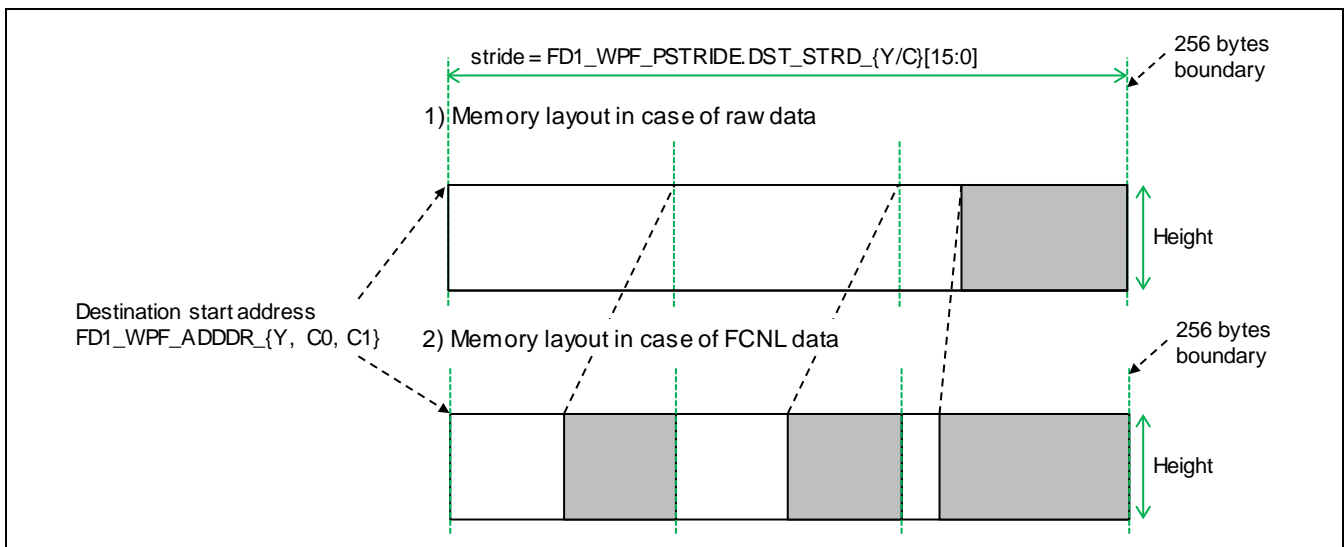 stride = FD1_WPF_PSTRIDE.DST_STRD_{Y/C}[15:0]
256 bytes
boundary
1) Memory layout in case of raw data
Height
Destination start address
FD1_WPF_ADDDR_{Y, C0, C1}
2) Memory layout in case of FCNL data
256 bytes
boundary
Height